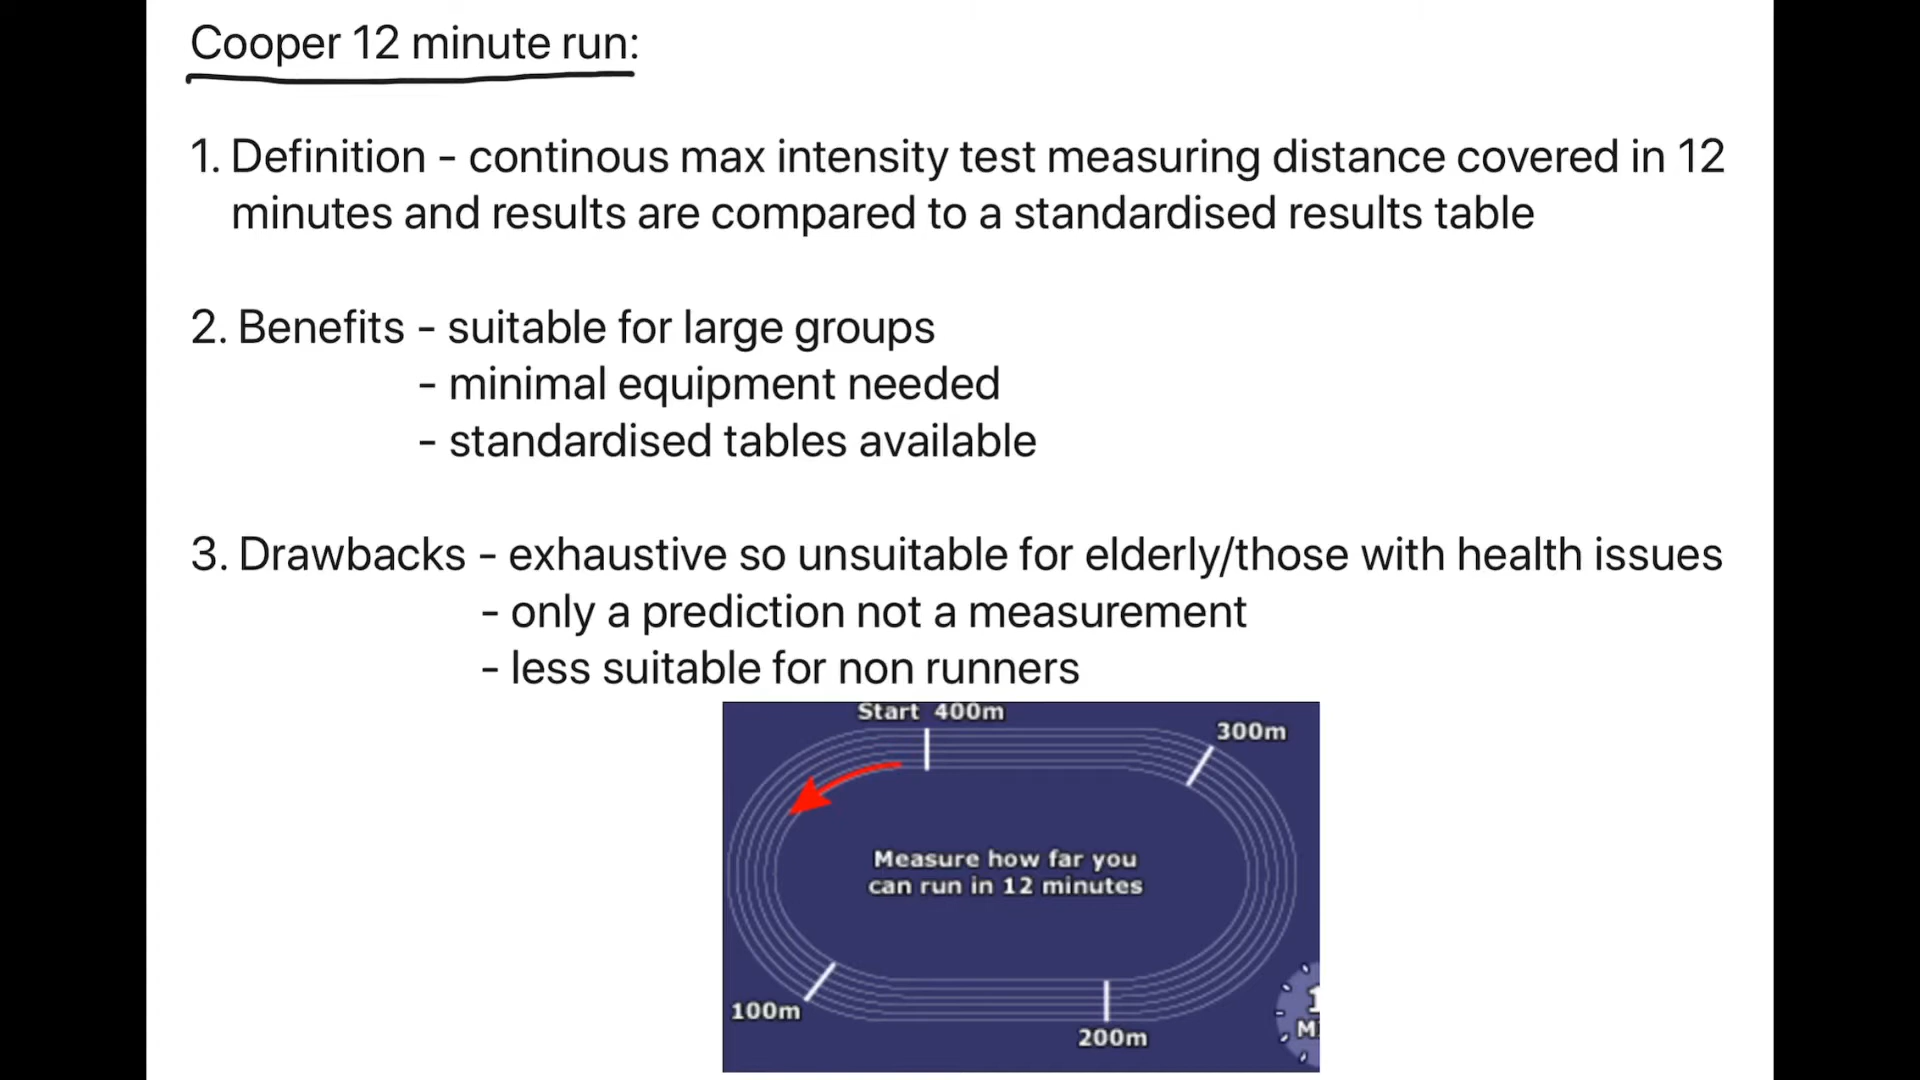 Cooper 12 minute run:
1. Definition - continous max intensity test measuring distance covered in 12
minutes and results are compared to a standardised results table
2. Benefits - suitable for large groups
- minimal equipment needed
- standardised tables available
3. Drawbacks - exhaustive so unsuitable for elderly/those with health issues
- only a prediction not a measurement
- less suitable for non runners
Start 400m
300m
Measure how far you
can run in 12 minutes
100m
200m